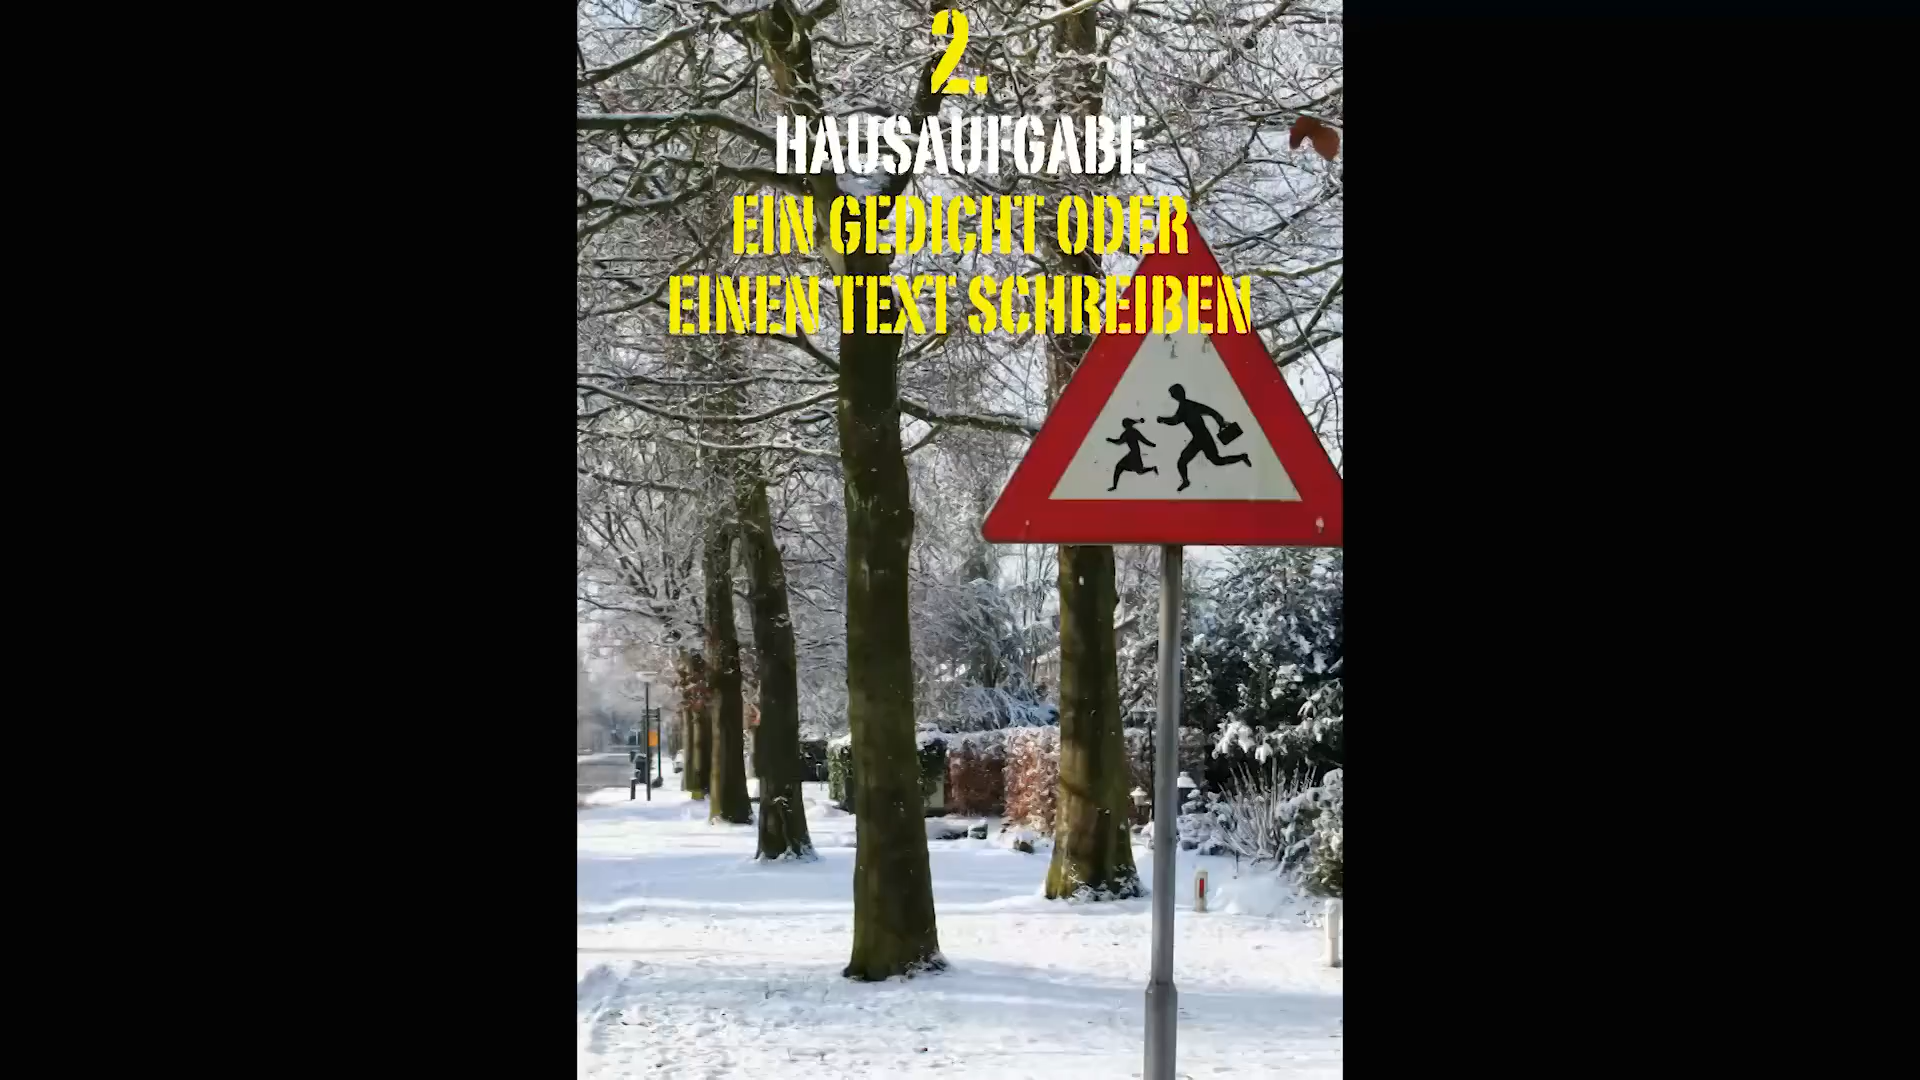 2.
HAUSAUFGABE
EIN GEDICHT ODER
EINEN TEXT SCHREIBEN